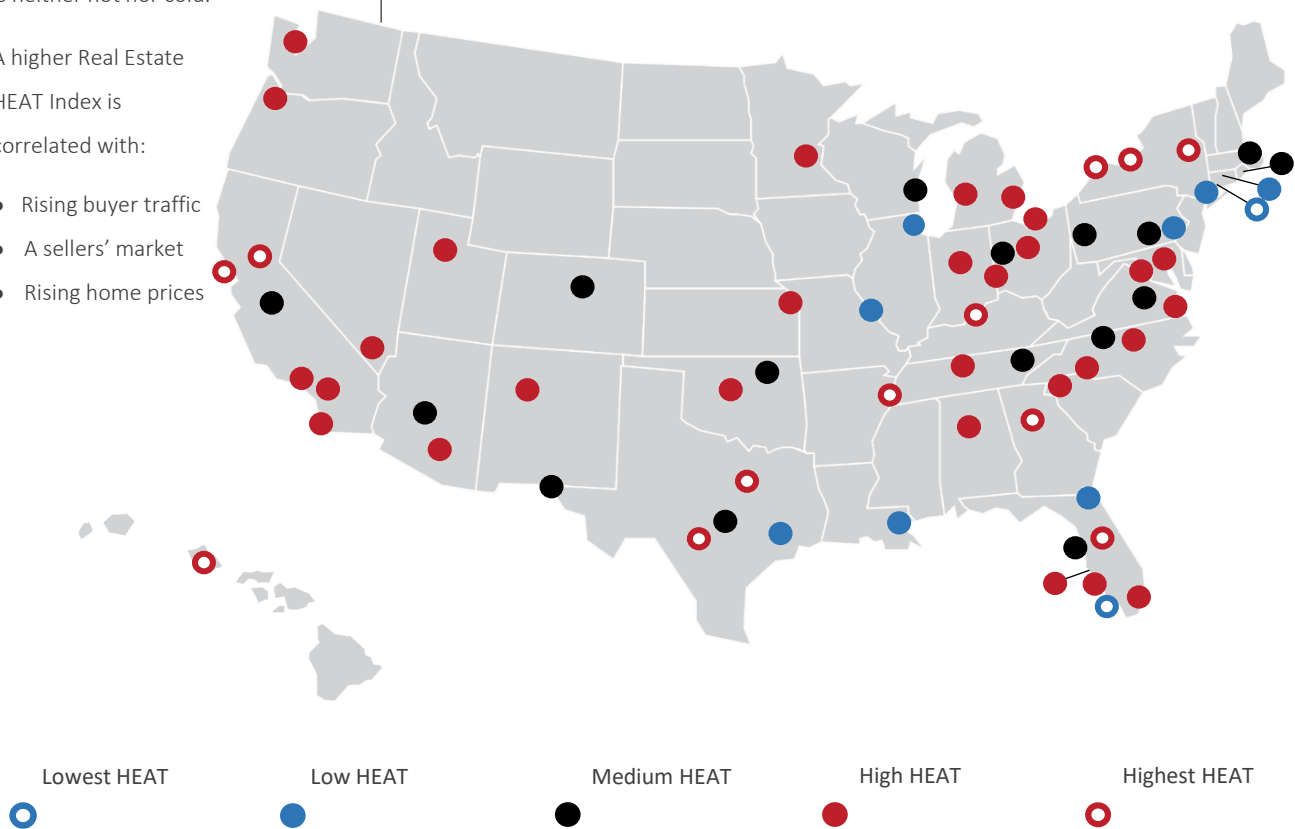 A higher Real Estate
HEAT Index is
correlated with:
• Rising buyer traffic
• A sellers’ market
• Rising home prices
Lowest HEAT
Low HEAT
Medium HEAT
High HEAT
Highest HEAT